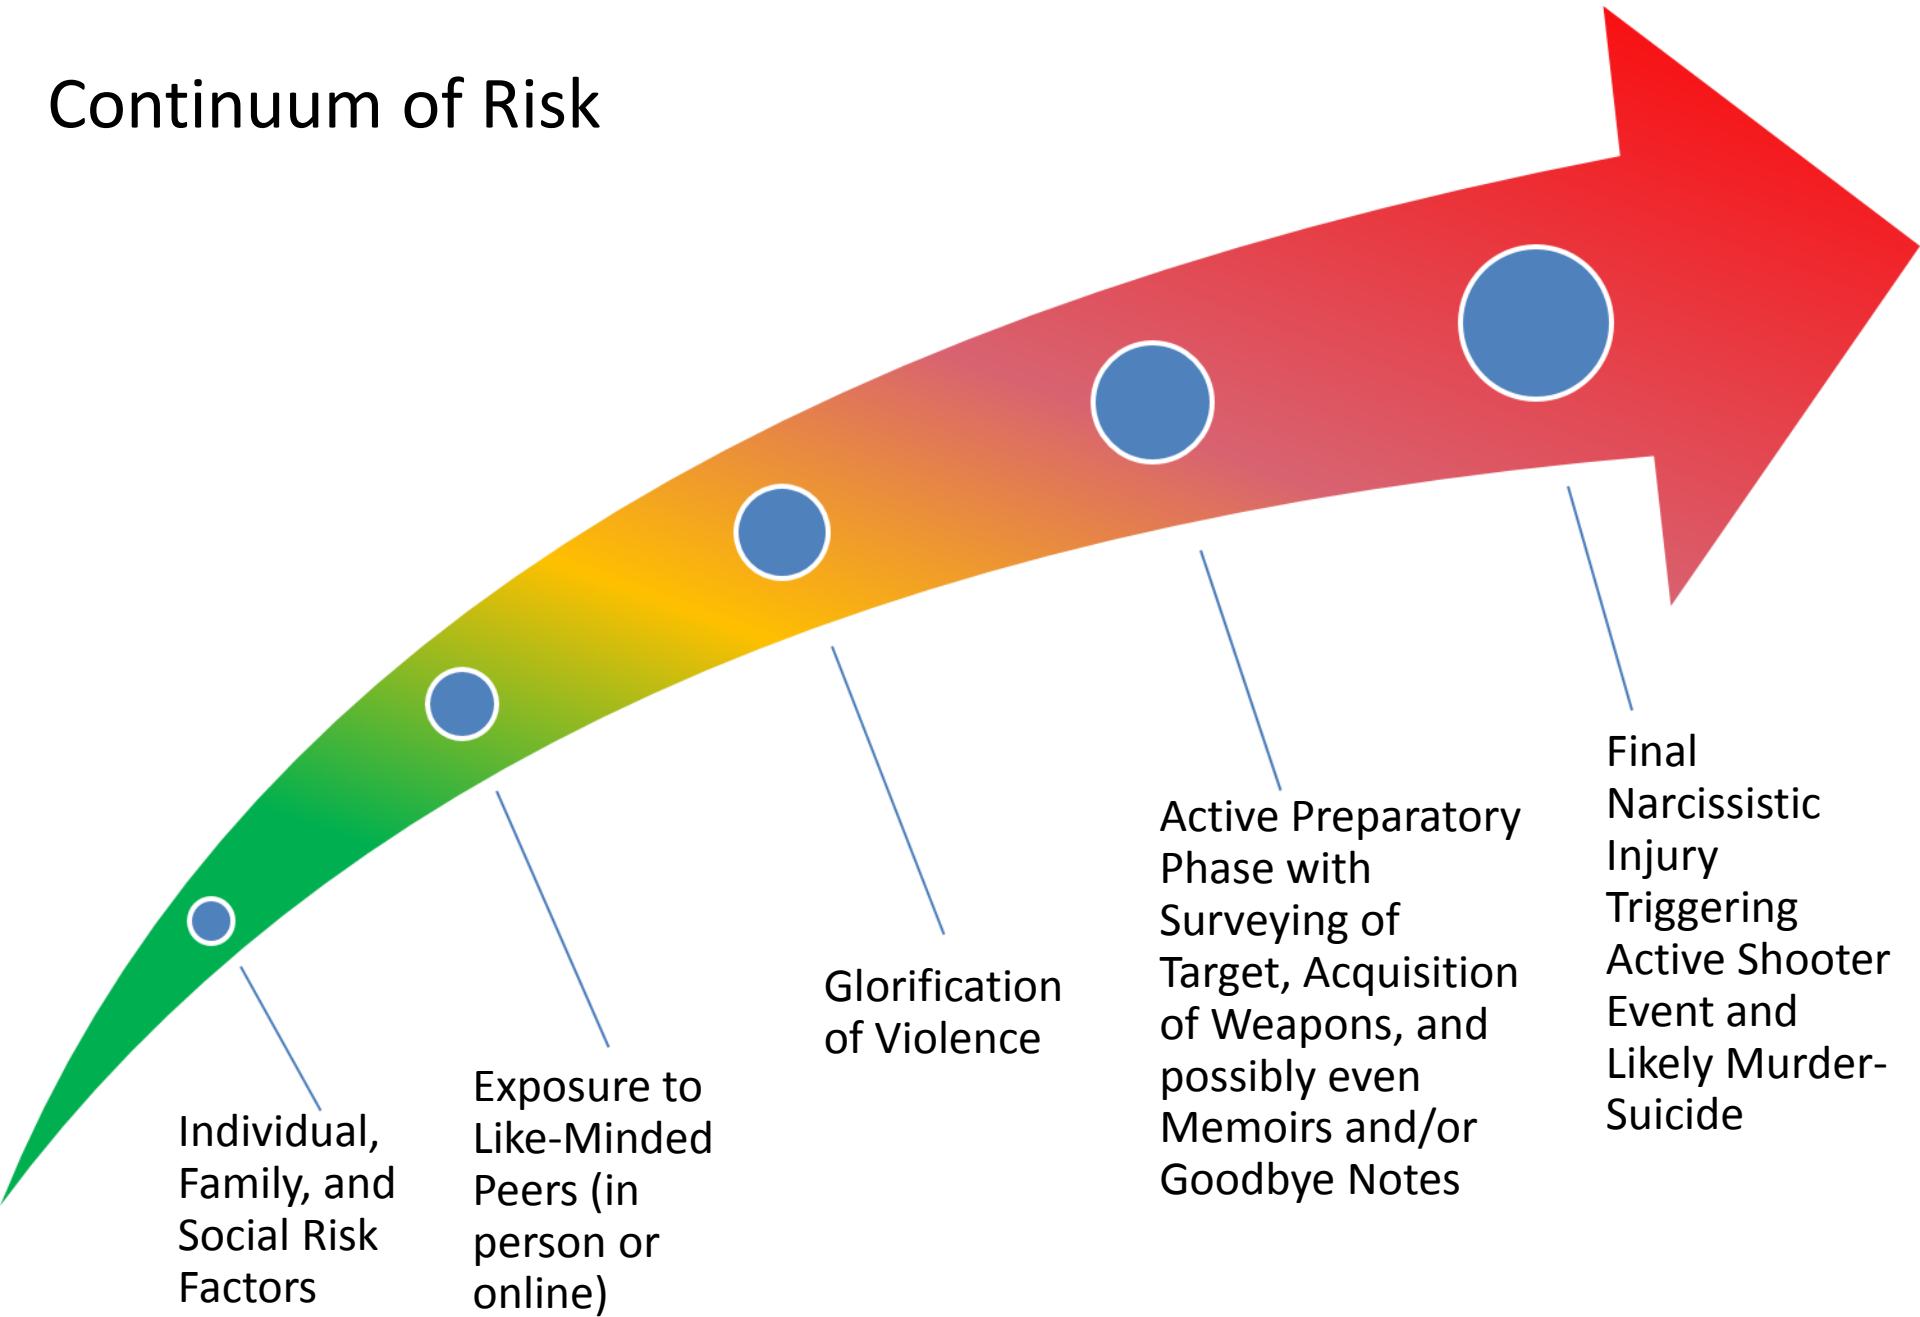 Continuum of Risk
Individual,
Family, and
Social Risk
Factors
Exposure to
Like-Minded
Peers (in
person or
online)
Glorification
of Violence
Active Preparatory
Phase with
Surveying of
Target, Acquisition
of Weapons, and
possibly even
Memoirs and/or
Goodbye Notes
Final
Narcissistic
Injury
Triggering
Active Shooter
Event and
Likely Murder-
Suicide